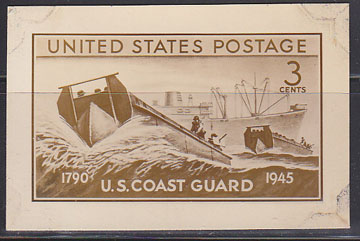 UNITED STATES POSTAGE
3
CENTS
1790 1945
U.S. COAST GUARD